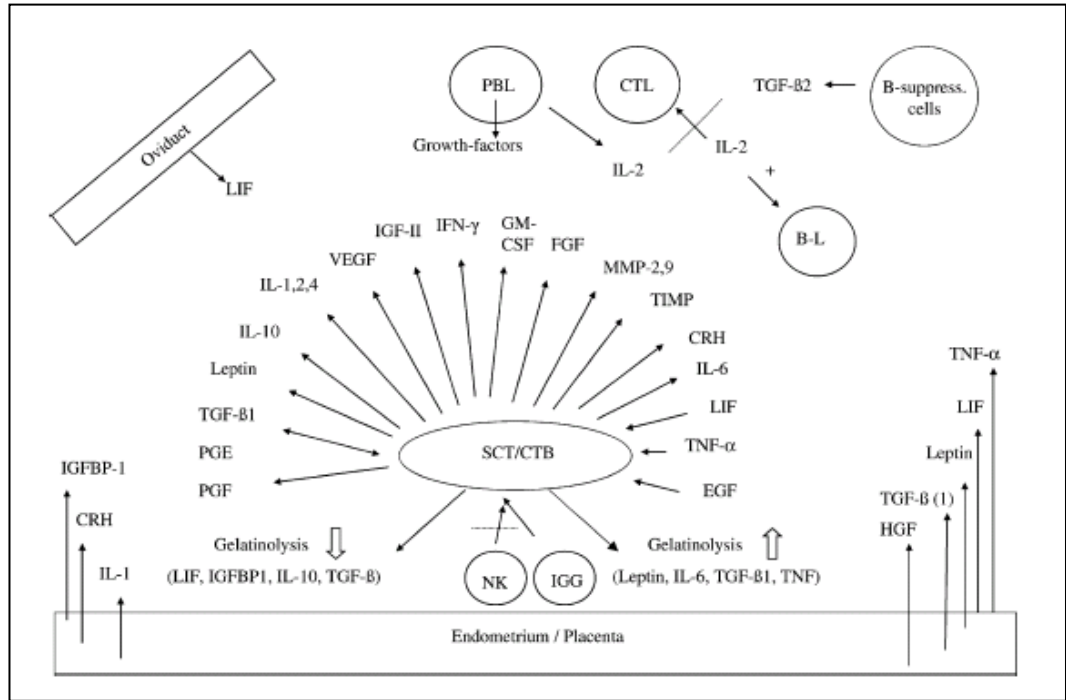 PBL
CTL
TGF-ß2
B-suppress.
cells
Oviduct
Growth-factors
IL-2
IL-2
+
LIF
B-L
IGF-II
IFN-γ
GM-
CSF
FGF
VEGF
MMP-2,9
IL-1,2,4
TIMP
IL-10
CRH
TNF-α
Leptin
IL-6
TGF-ß1
LIF
LIF
PGE
SCT/CTB
TNF-α
Leptin
IGFBP-1
PGF
EGF
TGF-ß (1)
CRH
HGF
Gelatinolysis
Gelatinolysis
IL-1
(LIF, IGFBP1, IL-10, TGF-ß)
NK
IGG
(Leptin, IL-6, TGF-ß1, TNF)
Endometrium / Placenta